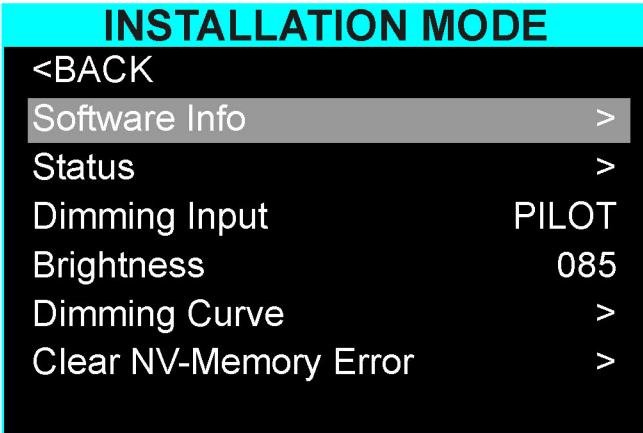 INSTALLATION MODE
<BACK
Software Info >
Status >
Dimming Input PILOT
Brightness 085
Dimming Curve >
Clear NV-Memory Error >